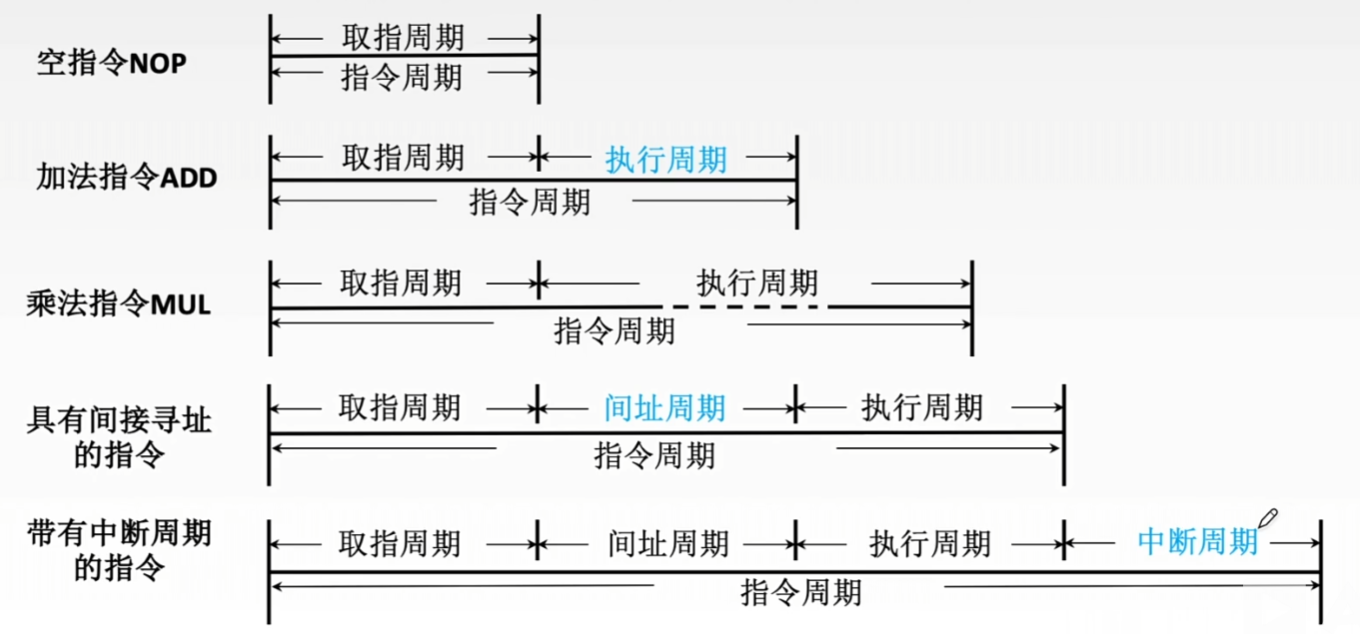 取指周期
空指令NOP
指令周期
取指周期 执行周期
加法指令ADD
指令周期
取指周期 执行周期
乘法指令MUL
指令周期
具有间接寻址
的指令
取指周期 间址周期 执行周期
指令周期
带有中断周期
的指令
取指周期 间址周期 执行周期 中断周期
指令周期